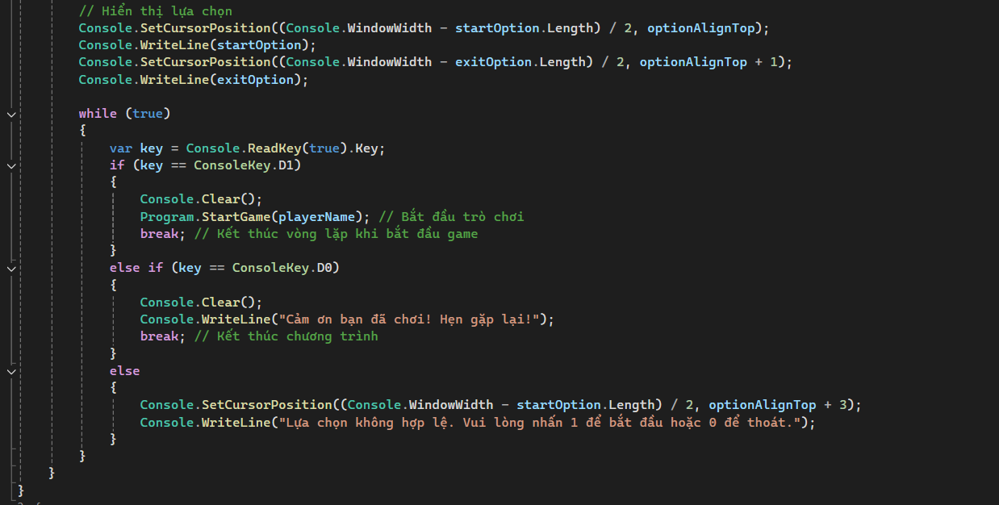 // Hiển thị lựa chọn
Console.SetCursorPosition((Console.WindowWidth - startOption.Length) / 2, optionAlignTop);
Console.WriteLine(startOption);
Console.SetCursorPosition((Console.WindowWidth - exitOption.Length) / 2, optionAlignTop + 1);
Console.WriteLine(exitOption);
while (true)
{
var key = Console.ReadKey(true).Key;
if (key == ConsoleKey.D1)
{
Console.Clear();
Program.StartGame(playerName); // Bắt đầu trò chơi
break; // Kết thúc vòng lặp khi bắt đầu game
}
else if (key == ConsoleKey.D0)
{
Console.Clear();
Console.WriteLine("Cảm ơn bạn đã chơi! Hẹn gặp lại!");
break; // Kết thúc chương trình
}
else
{
Console.SetCursorPosition((Console.WindowWidth - startOption.Length) / 2, optionAlignTop + 3);
Console.WriteLine("Lựa chọn không hợp lệ. Vui lòng nhấn 1 để bắt đầu hoặc 0 để thoát.");
}
}
}
}